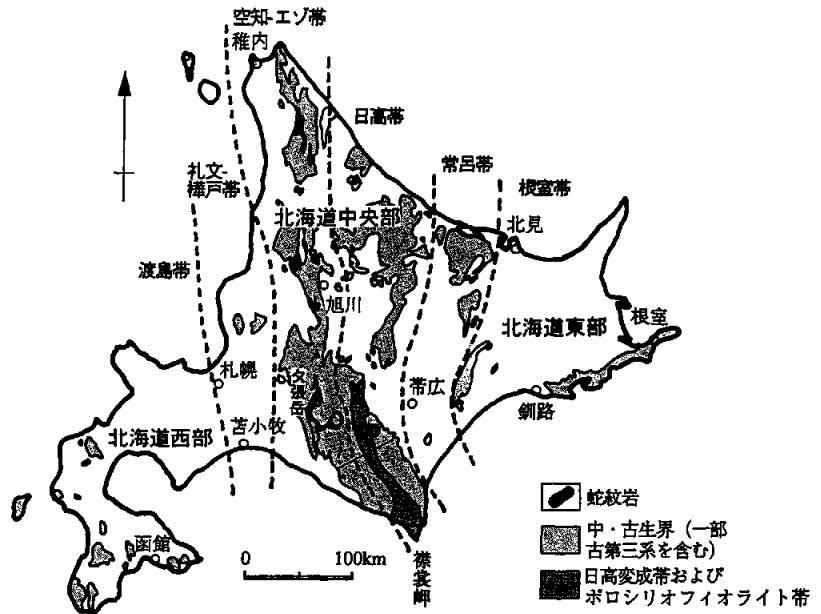 空知-エゾ帯
稚内
日高帯
常呂帯
礼文-
樺戸帯
根室帯
北見
北海道中央部
渡島帯
旭川
北海道東部
根室
札幌
夕張岳
帯広
釧路
苫小牧
北海道西部
函館
0 100km
襟裳岬
蛇紋岩
中・古生界（一部
古第三系を含む）
日高変成帯および
ポロシリオフィオライト帯